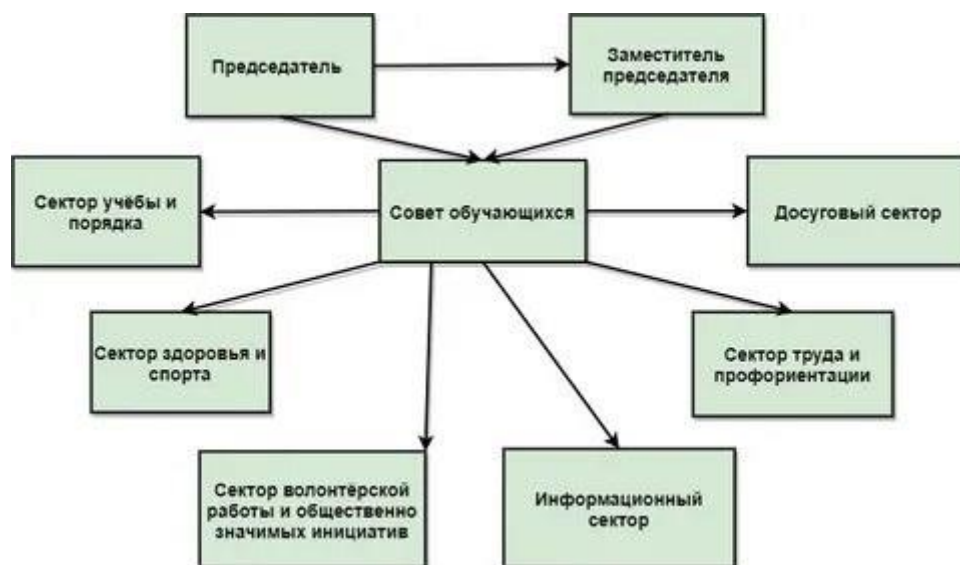 Председатель
Заместитель
председателя
Сектор учёбы и
порядка
Совет обучающихся
Досуговый сектор
Сектор здоровья и
спорта
Сектор труда и
профориентации
Сектор волонтёрской
работы и общественно
значимых инициатив
Информационный
сектор